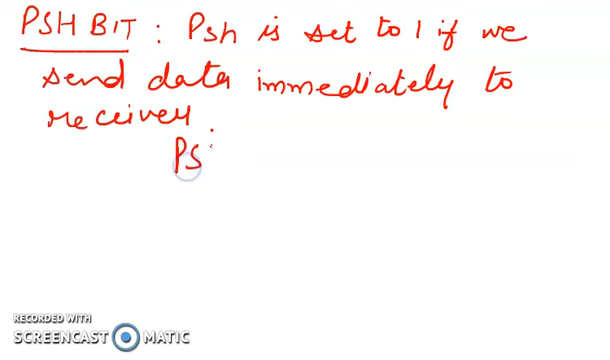 PSH BIT : Psh is set to 1 if we
send data immediately to
receiver
PS
RECORDED WITH
SCREENCAST MATIC